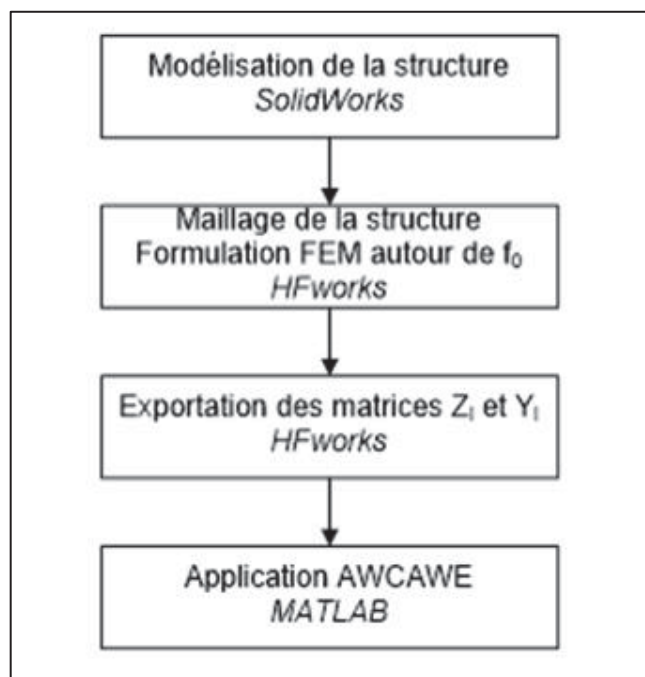 Modélisation de la structure
SolidWorks
Maillage de la structure
Formulation FEM autour de f₀
HFworks
Exportation des matrices Zₗ et Yₗ
HFworks
Application AWCAWE
MATLAB